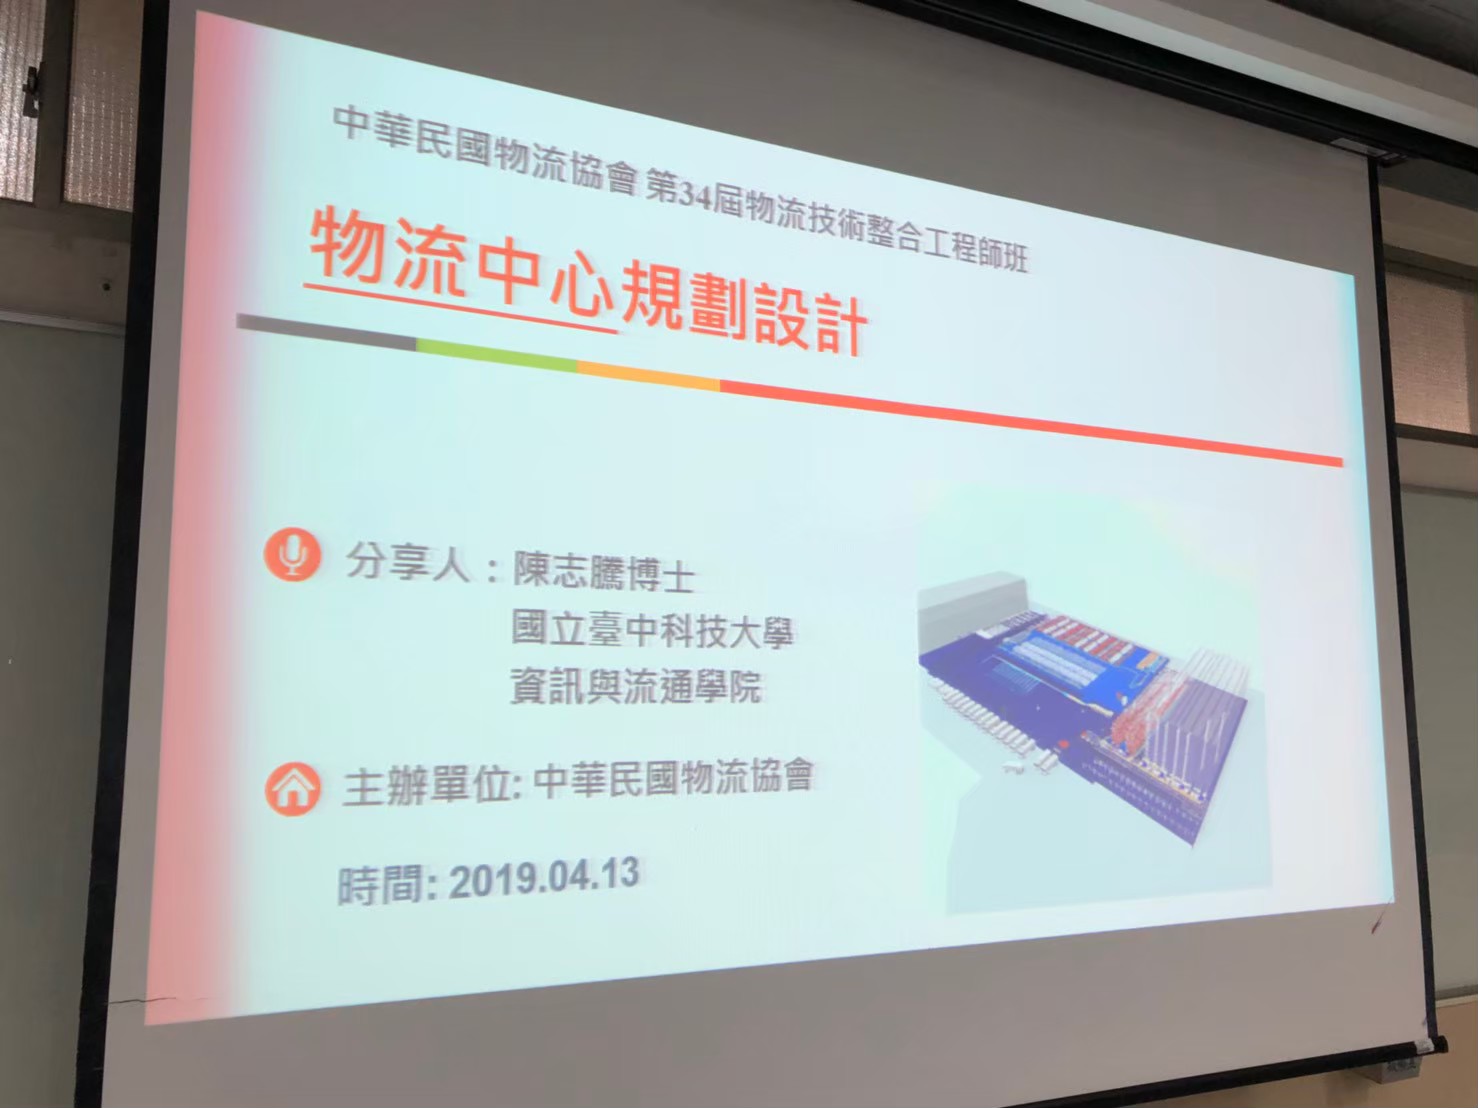 中華民國物流協會 第34屆物流技術整合工程師班
物流中心規劃設計
分享人：陳志騰博士
國立臺中科技大學
資訊與流通學院
主辦單位: 中華民國物流協會
時間: 2019.04.13